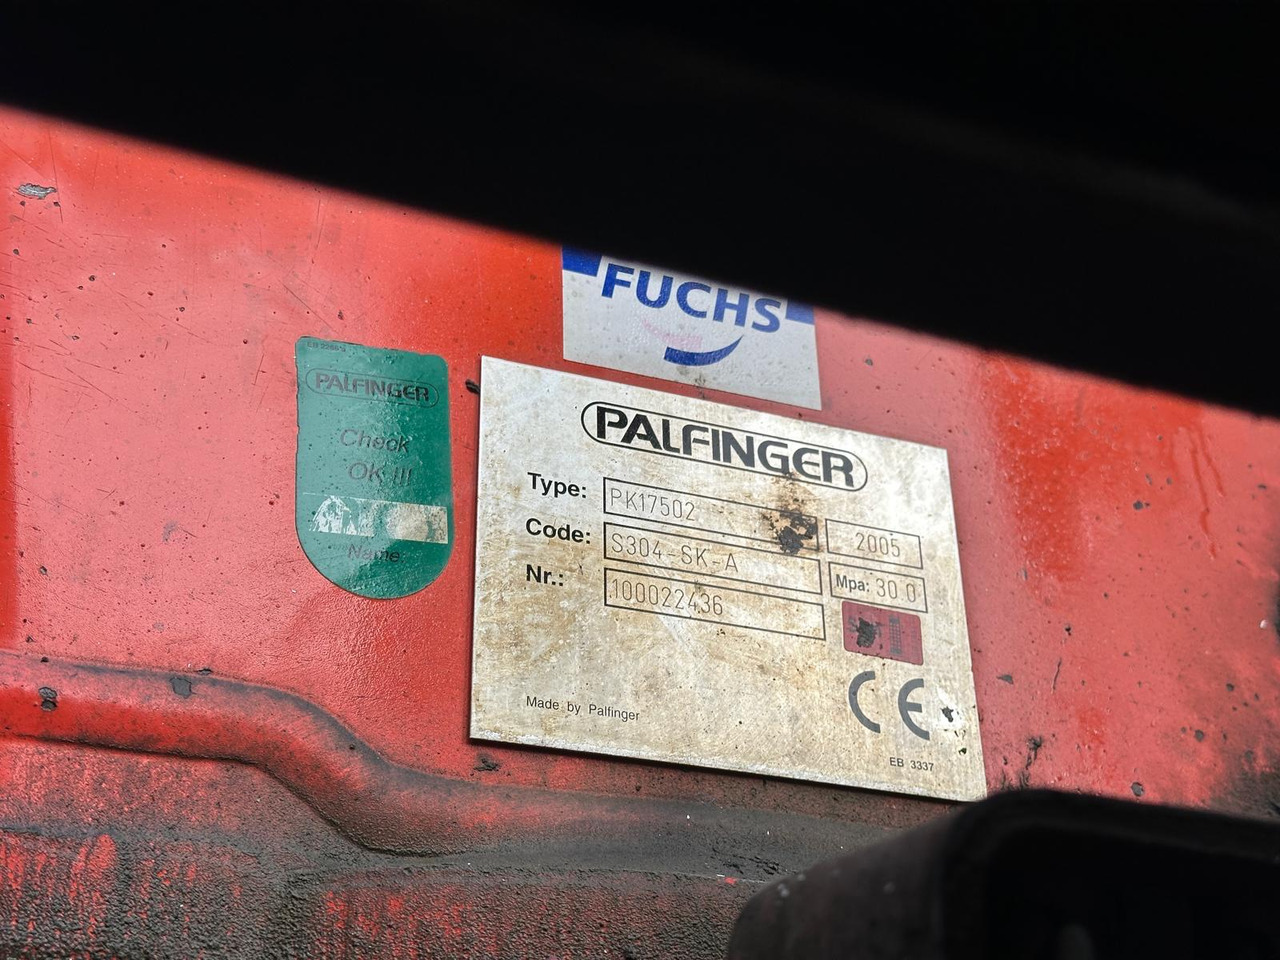 FUCHS
PALFINGER
Check
OK !!!
Name
PALFINGER
Type: PK17502 2005
Code: S304-SK-A Mpa: 30.0
Nr.: 100022436
CE
Made by Palfinger
EB 3337